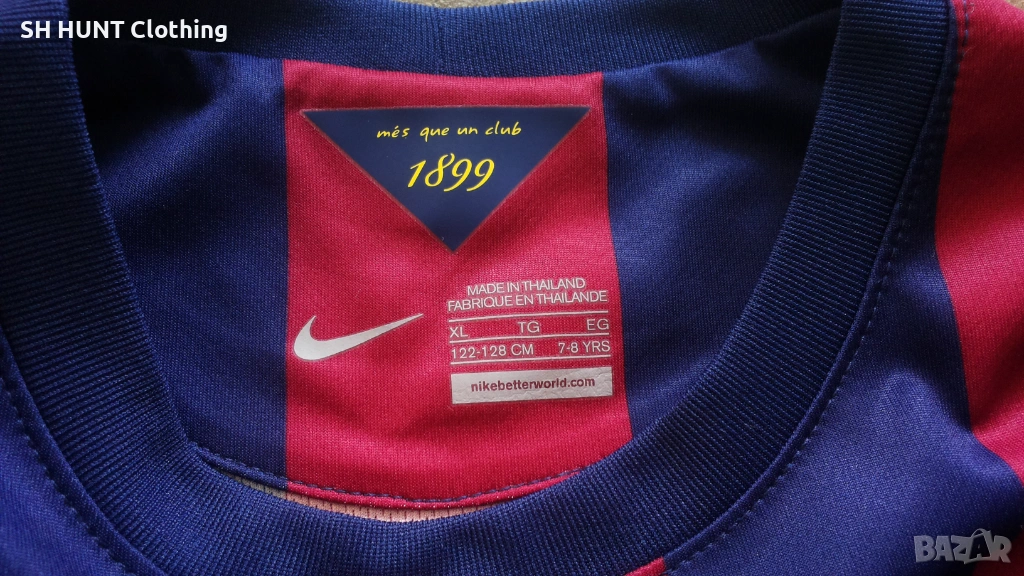 SH HUNT Clothing
més que un club
1899
MADE IN THAILAND
FABRIQUE EN THAILANDE
XL TG EG
122-128 CM 7-8 YRS
nikebetterworld.com
BAZAR